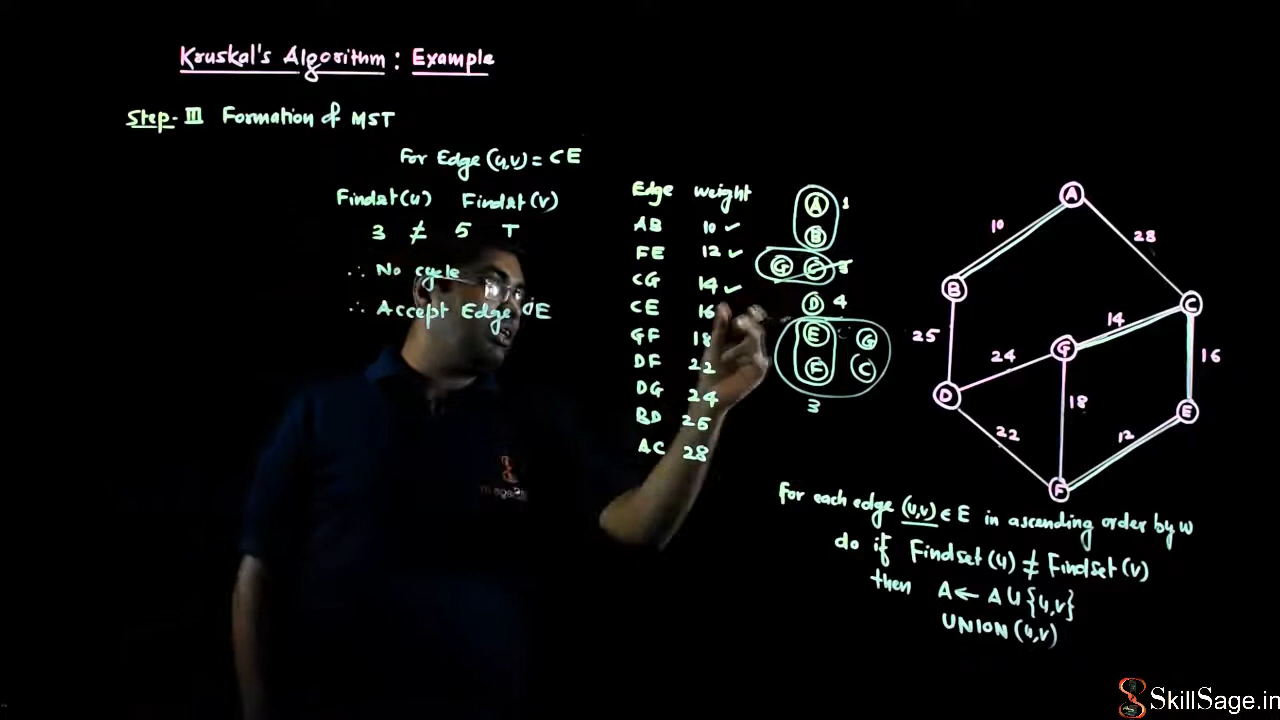 Kruskal's Algorithm : Example
Step-III Formation of MST
For Edge (u,v) = CE
Findset(u) Findset(v)
3 ≠ 5 T
∴ No cycle
∴ Accept Edge CE
Edge weight
AB 10 ✓
FE 12 ✓
CG 14 ✓
CE 16
GF 18
DF 22
DG 24
BD 25
AC 28
A 1
B
G C 3
D 4
E G
F C
3
A
10 28
B C
25 24 G 14 16
D 18 E
22 12
F
For each edge (u,v) ∈ E in ascending order by w
do if Findset(u) ≠ Findset(v)
then A ← A U {u,v}
UNION (u,v)
SkillSage.in